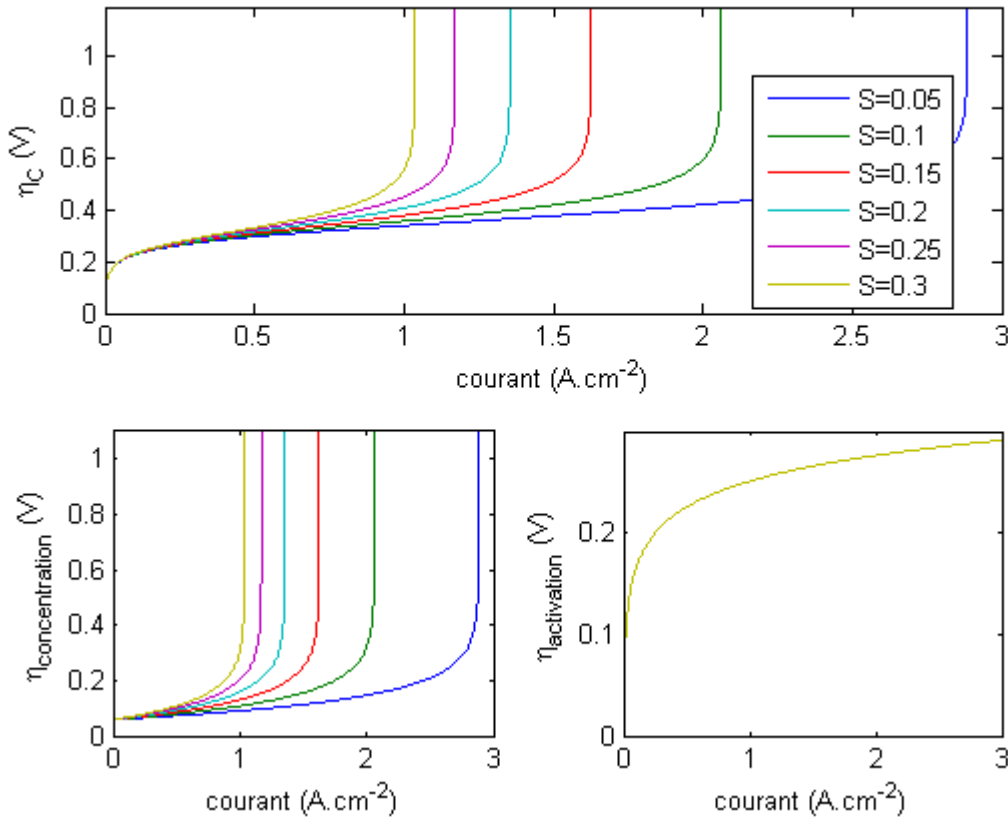 1
0.8
0.6
0.4
0.2
0
η_C (V)
0 0.5 1 1.5 2 2.5 3
courant (A.cm⁻²)
S=0.05
S=0.1
S=0.15
S=0.2
S=0.25
S=0.3
1
0.8
0.6
0.4
0.2
0
η_concentration (V)
0 1 2 3
courant (A.cm⁻²)
0.2
0.1
0
η_activation (V)
0 1 2 3
courant (A.cm⁻²)